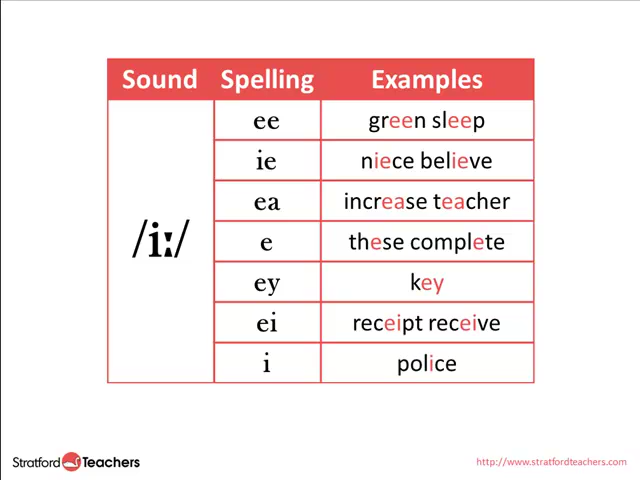 Sound Spelling Examples
ee green sleep
ie niece believe
ea increase teacher
/iː/ e these complete
ey key
ei receipt receive
i police
Stratford Teachers http://www.stratfordteachers.com